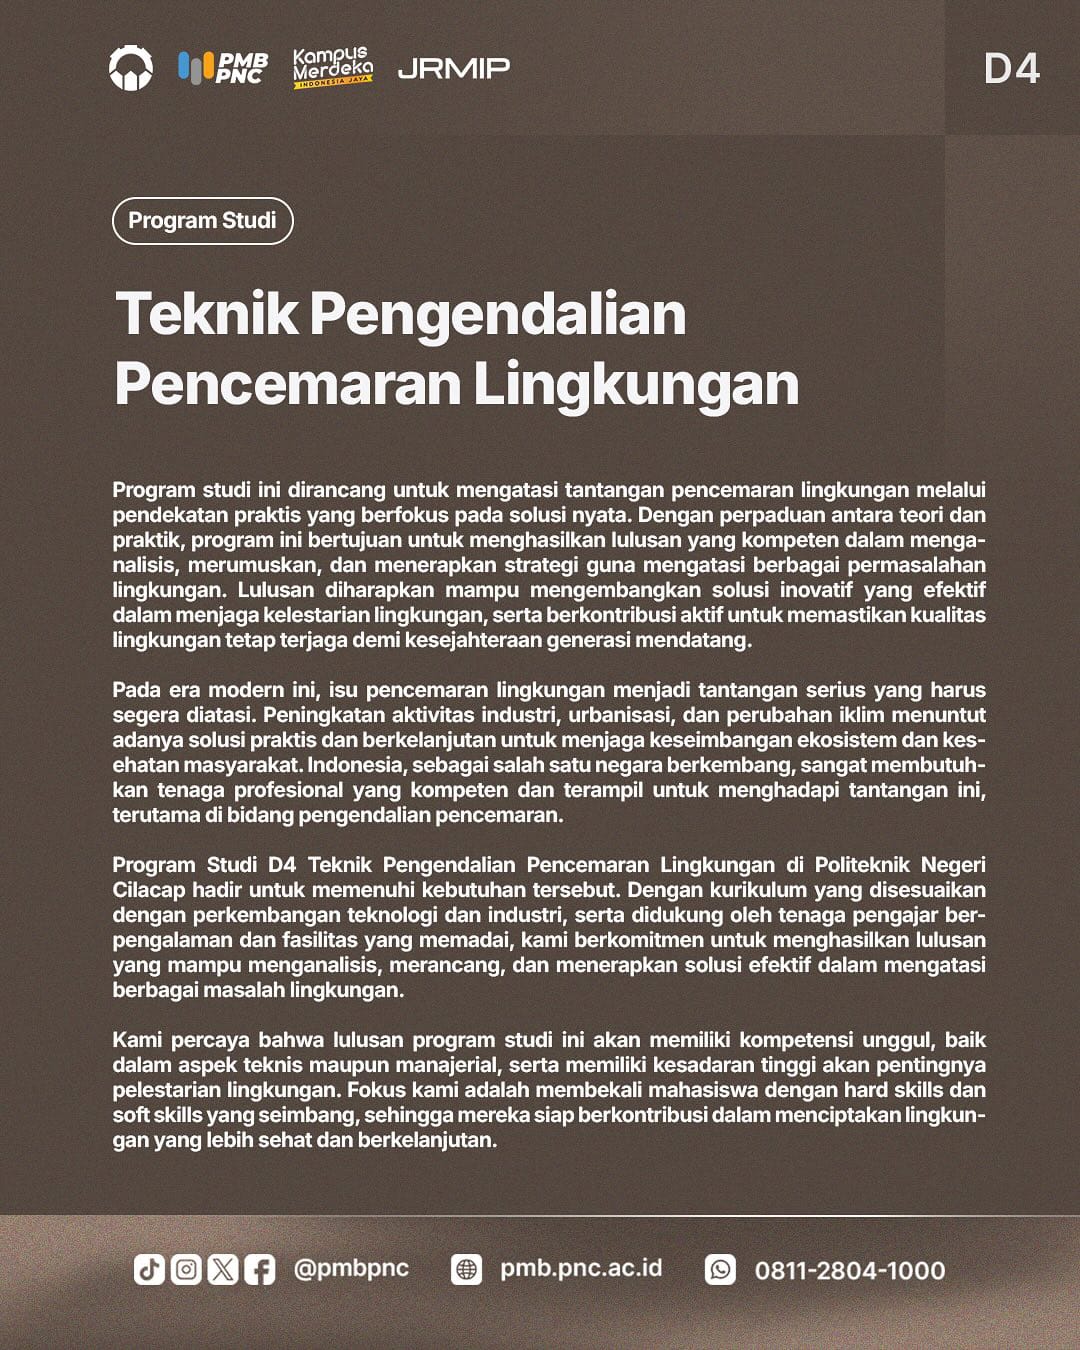 PMB PNC
Kampus Merdeka
INDONESIA JAYA
JRMIP
D4
Program Studi
Teknik Pengendalian
Pencemaran Lingkungan
Program studi ini dirancang untuk mengatasi tantangan pencemaran lingkungan melalui
pendekatan praktis yang berfokus pada solusi nyata. Dengan perpaduan antara teori dan
praktik, program ini bertujuan untuk menghasilkan lulusan yang kompeten dalam menga-
nalisis, merumuskan, dan menerapkan strategi guna mengatasi berbagai permasalahan
lingkungan. Lulusan diharapkan mampu mengembangkan solusi inovatif yang efektif
dalam menjaga kelestarian lingkungan, serta berkontribusi aktif untuk memastikan kualitas
lingkungan tetap terjaga demi kesejahteraan generasi mendatang.
Pada era modern ini, isu pencemaran lingkungan menjadi tantangan serius yang harus
segera diatasi. Peningkatan aktivitas industri, urbanisasi, dan perubahan iklim menuntut
adanya solusi praktis dan berkelanjutan untuk menjaga keseimbangan ekosistem dan kes-
ehatan masyarakat. Indonesia, sebagai salah satu negara berkembang, sangat membutuh-
kan tenaga profesional yang kompeten dan terampil untuk menghadapi tantangan ini,
terutama di bidang pengendalian pencemaran.
Program Studi D4 Teknik Pengendalian Pencemaran Lingkungan di Politeknik Negeri
Cilacap hadir untuk memenuhi kebutuhan tersebut. Dengan kurikulum yang disesuaikan
dengan perkembangan teknologi dan industri, serta didukung oleh tenaga pengajar ber-
pengalaman dan fasilitas yang memadai, kami berkomitmen untuk menghasilkan lulusan
yang mampu menganalisis, merancang, dan menerapkan solusi efektif dalam mengatasi
berbagai masalah lingkungan.
Kami percaya bahwa lulusan program studi ini akan memiliki kompetensi unggul, baik
dalam aspek teknis maupun manajerial, serta memiliki kesadaran tinggi akan pentingnya
pelestarian lingkungan. Fokus kami adalah membekali mahasiswa dengan hard skills dan
soft skills yang seimbang, sehingga mereka siap berkontribusi dalam menciptakan lingkun-
gan yang lebih sehat dan berkelanjutan.
@pmbpnc
pmb.pnc.ac.id
0811-2804-1000